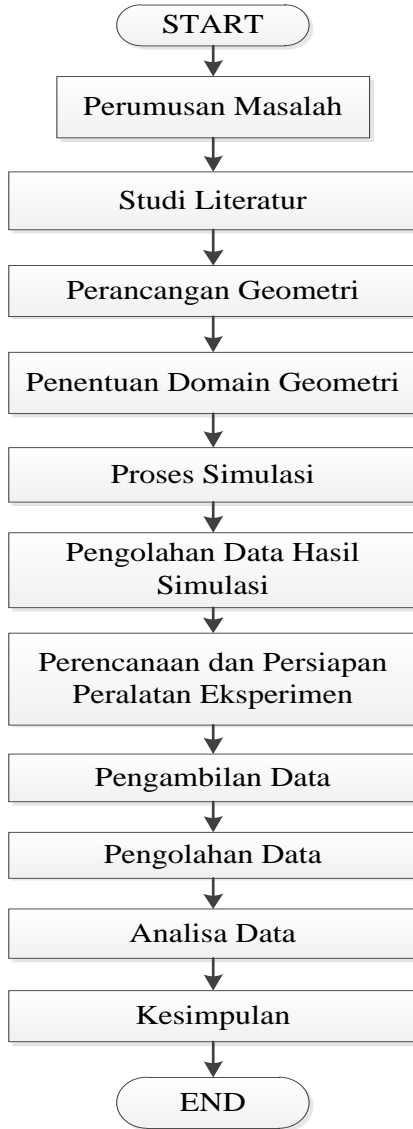 START
Perumusan Masalah
Studi Literatur
Perancangan Geometri
Penentuan Domain Geometri
Proses Simulasi
Pengolahan Data Hasil
Simulasi
Perencanaan dan Persiapan
Peralatan Eksperimen
Pengambilan Data
Pengolahan Data
Analisa Data
Kesimpulan
END